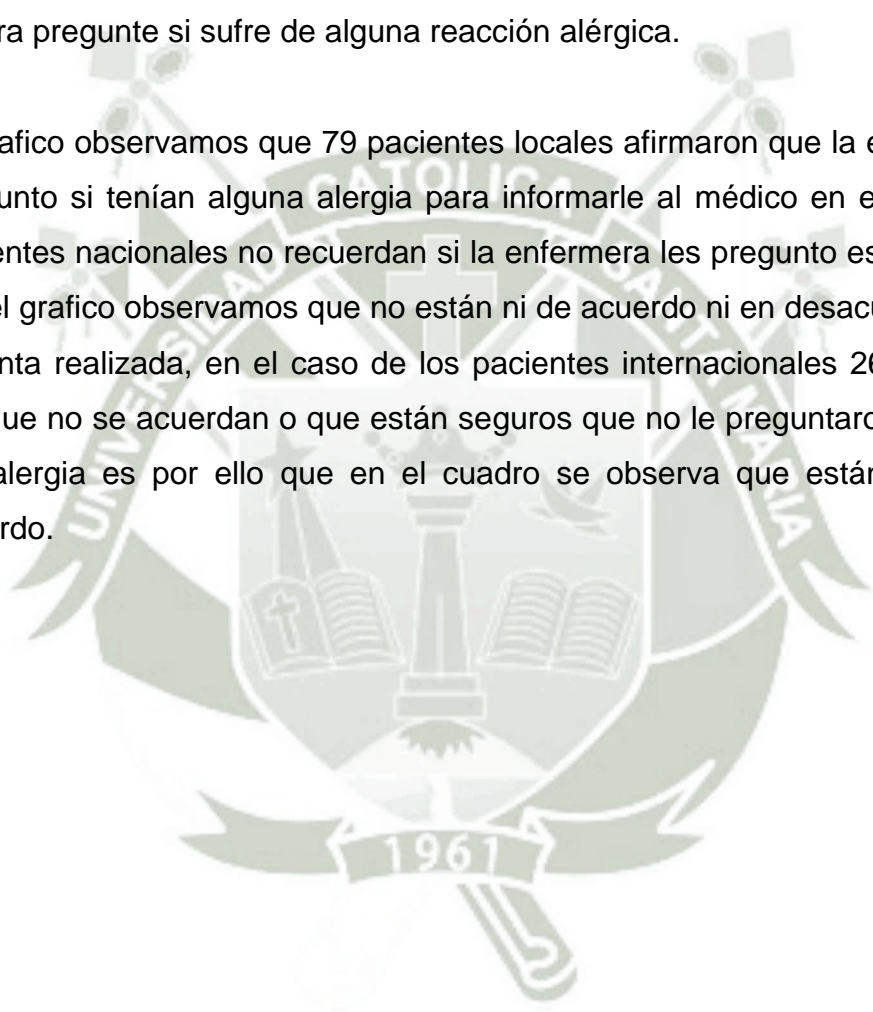 ra pregunte si sufre de alguna reacción alérgica.
afico observamos que 79 pacientes locales afirmaron que la e
unto si tenían alguna alergia para informarle al médico en e
entes nacionales no recuerdan si la enfermera les pregunto es
el grafico observamos que no están ni de acuerdo ni en desacu
nta realizada, en el caso de los pacientes internacionales 26
ue no se acuerdan o que están seguros que no le preguntaro
alergia es por ello que en el cuadro se observa que están
rdo.
UNIVERSIDAD CATOLICA SANTA MARIA
1961